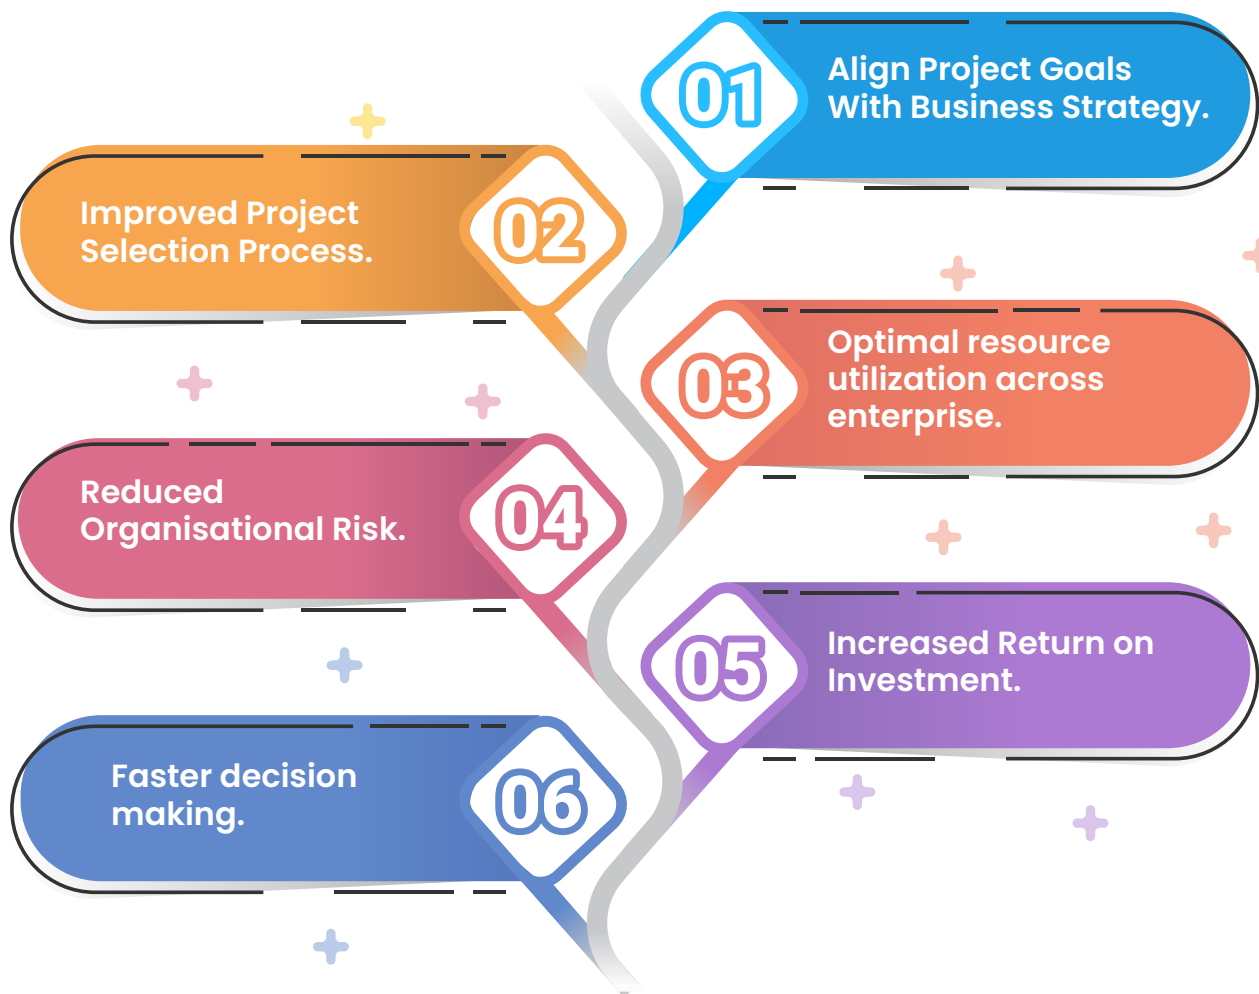 01
Align Project Goals
With Business Strategy.
02
Improved Project
Selection Process.
03
Optimal resource
utilization across
enterprise.
04
Reduced
Organisational Risk.
05
Increased Return on
Investment.
06
Faster decision
making.